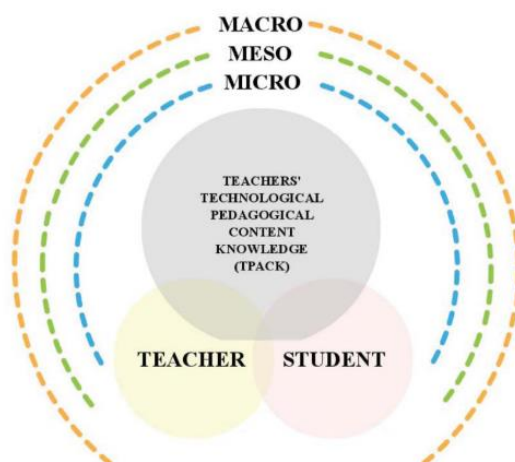 MACRO
MESO
MICRO
TEACHERS'
TECHNOLOGICAL
PEDAGOGICAL
CONTENT
KNOWLEDGE
(TPACK)
TEACHER
STUDENT